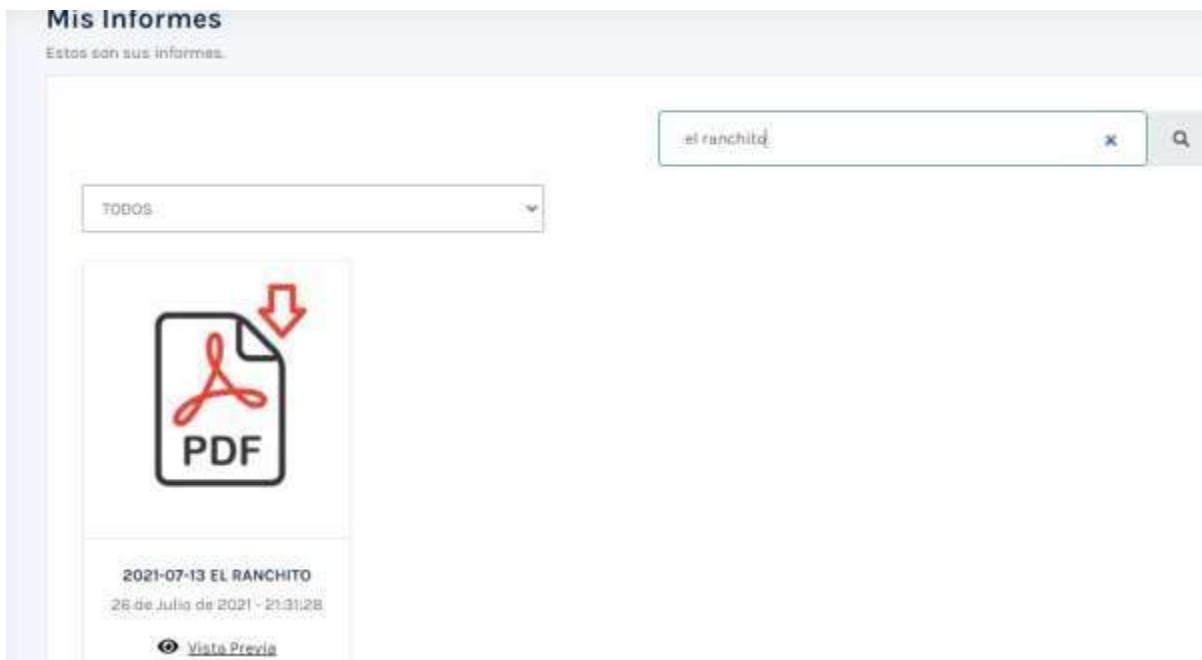 Mis Informes
Estos son sus informes.
el ranchito
TODOS
PDF
2021-07-13 EL RANCHITO
26 de Julio de 2021 - 21:31:28
Vista Previa